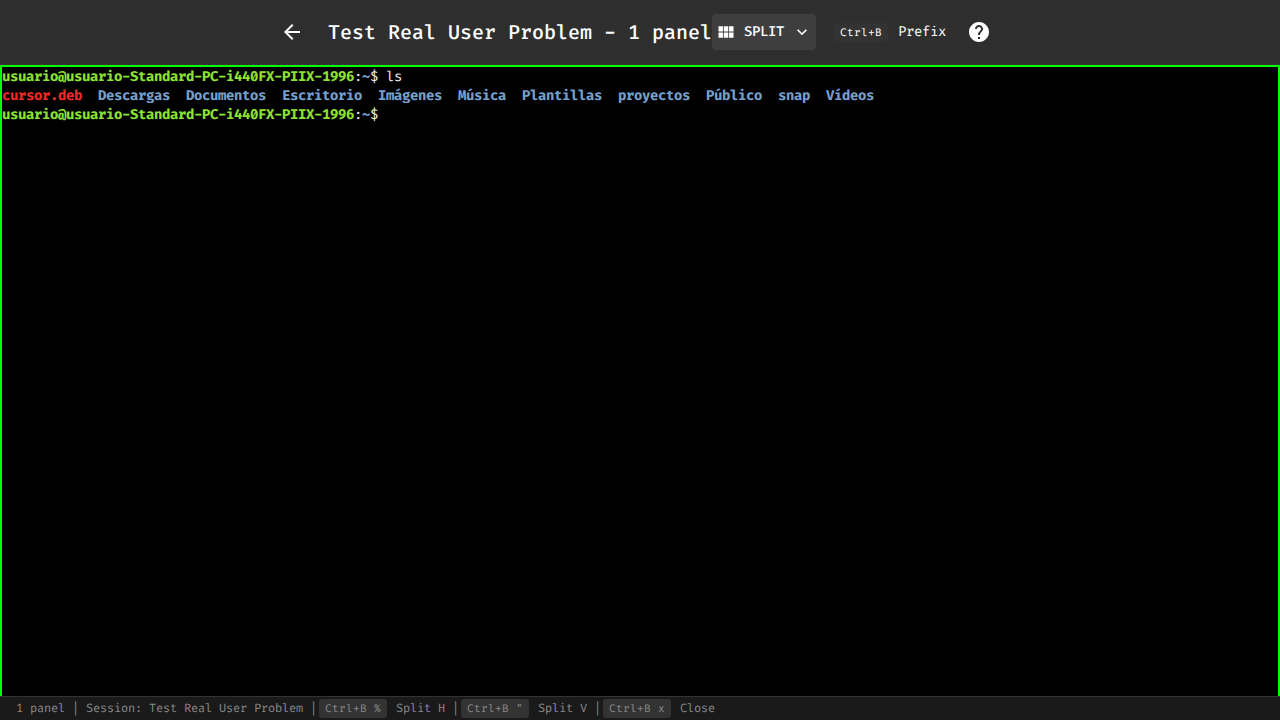 Test Real User Problem - 1 panel SPLIT Ctrl+B Prefix ?
usuario@usuario-Standard-PC-i440FX-PIIX-1996:~$ ls
cursor.deb Descargas Documentos Escritorio Imágenes Música Plantillas proyectos Público snap Vídeos
usuario@usuario-Standard-PC-i440FX-PIIX-1996:~$
1 panel | Session: Test Real User Problem | Ctrl+B % Split H | Ctrl+B " Split V | Ctrl+B x Close